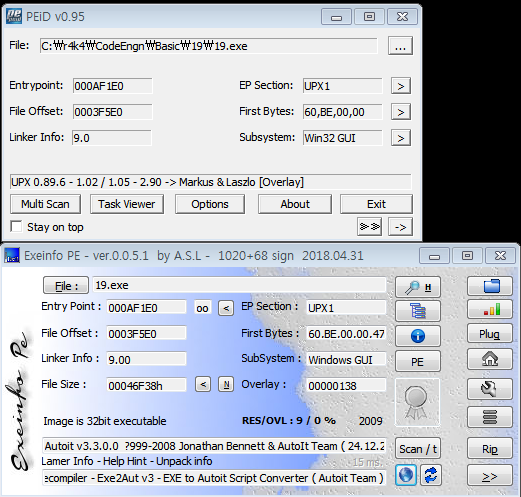 PEiD v0.95
File: C:₩r4k4₩CodeEngn₩Basic₩19₩19.exe ...
Entrypoint: 000AF1E0 EP Section: UPX1 >
File Offset: 0003F5E0 First Bytes: 60,BE,00,00 >
Linker Info: 9.0 Subsystem: Win32 GUI >
UPX 0.89.6 - 1.02 / 1.05 - 2.90 -> Markus & Laszlo [Overlay]
Multi Scan Task Viewer Options About Exit
Stay on top >> ->
Exeinfo PE - ver.0.0.5.1 by A.S.L - 1020+68 sign 2018.04.31
Exeinfo Pe
File : 19.exe H
Entry Point : 000AF1E0 oo < EP Section : UPX1
File Offset : 0003F5E0 First Bytes : 60.BE.00.00.47 Plug
Linker Info : 9.00 SubSystem : Windows GUI PE
File Size : 00046F38h < N Overlay : 00000138
Image is 32bit executable RES/OVL : 9 / 0 % 2009
Autoit v3.3.0.0 ?999-2008 Jonathan Bennett & AutoIt Team ( 24.12.2 Scan / t Rip
Lamer Info - Help Hint - Unpack info 15 ms.
ecompiler - Exe2Aut v3 - EXE to Autoit Script Converter ( Autoit Team ) >>